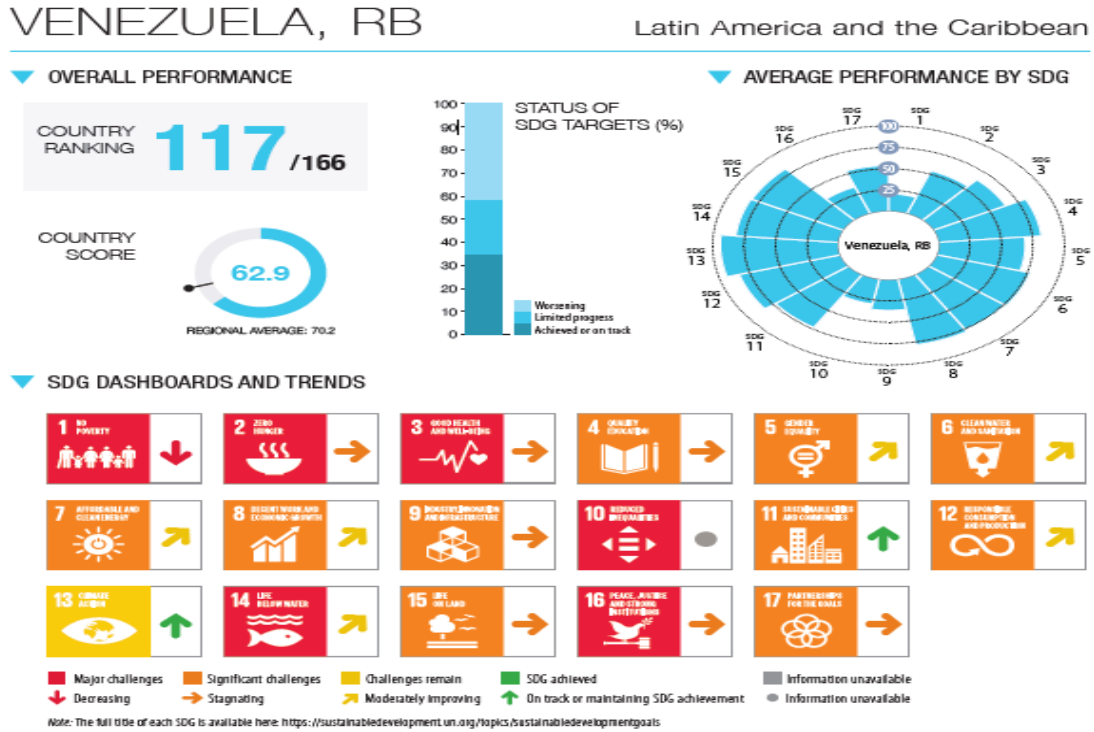 VENEZUELA, RB
Latin America and the Caribbean
OVERALL PERFORMANCE
COUNTRY
RANKING
117 /166
COUNTRY
SCORE
62.9
REGIONAL AVERAGE: 70.2
STATUS OF
SDG TARGETS (%)
100
90
80
70
60
50
40
30
20
10
0
Worsening
Limited progress
Achieved or on track
AVERAGE PERFORMANCE BY SDG
SDG
1
SDG
2
SDG
3
SDG
4
SDG
5
SDG
6
SDG
7
SDG
8
SDG
9
SDG
10
SDG
11
SDG
12
SDG
13
SDG
14
SDG
15
SDG
16
SDG
17
100
75
50
25
Venezuela, RB
SDG DASHBOARDS AND TRENDS
1 NO
POVERTY
2 ZERO
HUNGER
3 GOOD HEALTH
AND WELL-BEING
4 QUALITY
EDUCATION
5 GENDER
EQUALITY
6 CLEAN WATER
AND SANITATION
7 AFFORDABLE AND
CLEAN ENERGY
8 DECENT WORK AND
ECONOMIC GROWTH
9 INDUSTRY, INNOVATION
AND INFRASTRUCTURE
10 REDUCED
INEQUALITIES
11 SUSTAINABLE CITIES
AND COMMUNITIES
12 RESPONSIBLE
CONSUMPTION
AND PRODUCTION
13 CLIMATE
ACTION
14 LIFE
BELOW WATER
15 LIFE
ON LAND
16 PEACE, JUSTICE
AND STRONG
INSTITUTIONS
17 PARTNERSHIPS
FOR THE GOALS
Major challenges
Significant challenges
Challenges remain
SDG achieved
Information unavailable
Decreasing
Stagnating
Moderately improving
On track or maintaining SDG achievement
Information unavailable
Note: The full title of each SDG is available here: https://sustainabledevelopment.un.org/topics/sustainabledevelopmentgoals